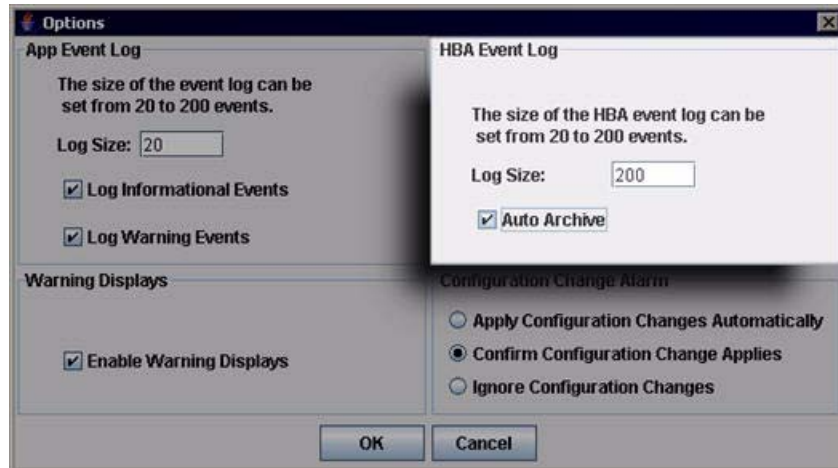 Options
App Event Log
The size of the event log can be
set from 20 to 200 events.
Log Size: 20
Log Informational Events
Log Warning Events
HBA Event Log
The size of the HBA event log can be
set from 20 to 200 events.
Log Size: 200
Auto Archive
Warning Displays
Enable Warning Displays
Configuration Change Alarm
Apply Configuration Changes Automatically
Confirm Configuration Change Applies
Ignore Configuration Changes
OK
Cancel